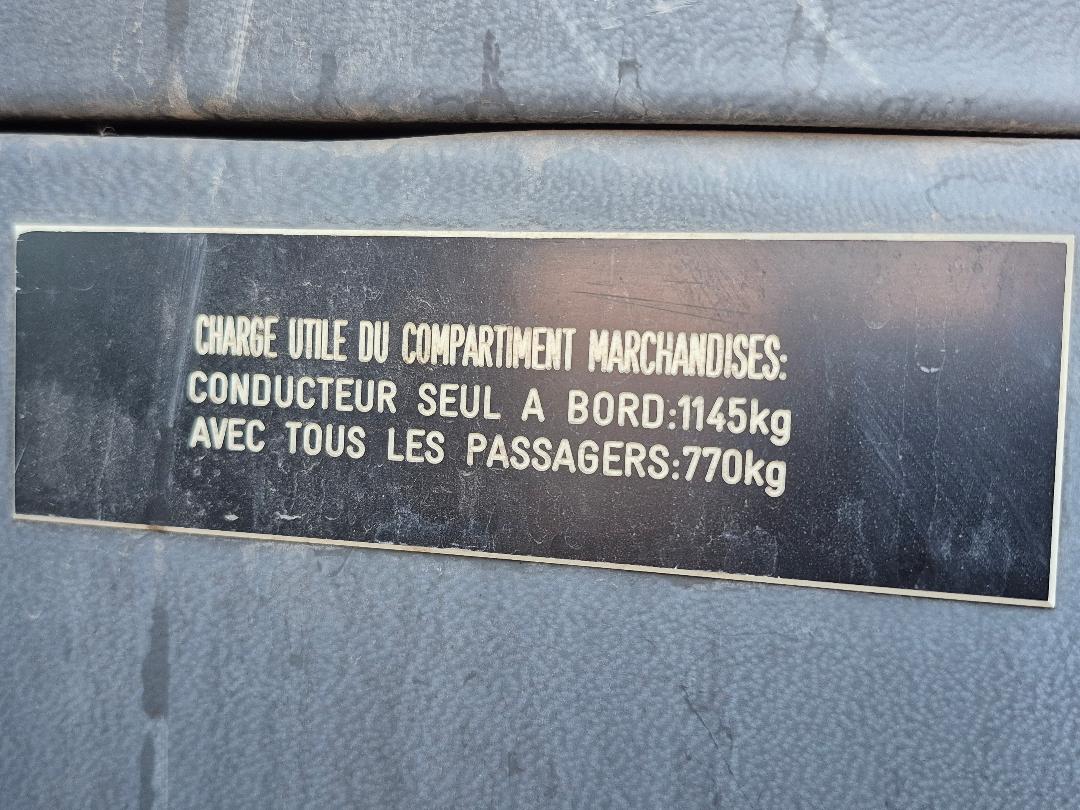 CHARGE UTILE DU COMPARTIMENT MARCHANDISES:
CONDUCTEUR SEUL A BORD:1145kg
AVEC TOUS LES PASSAGERS:770kg